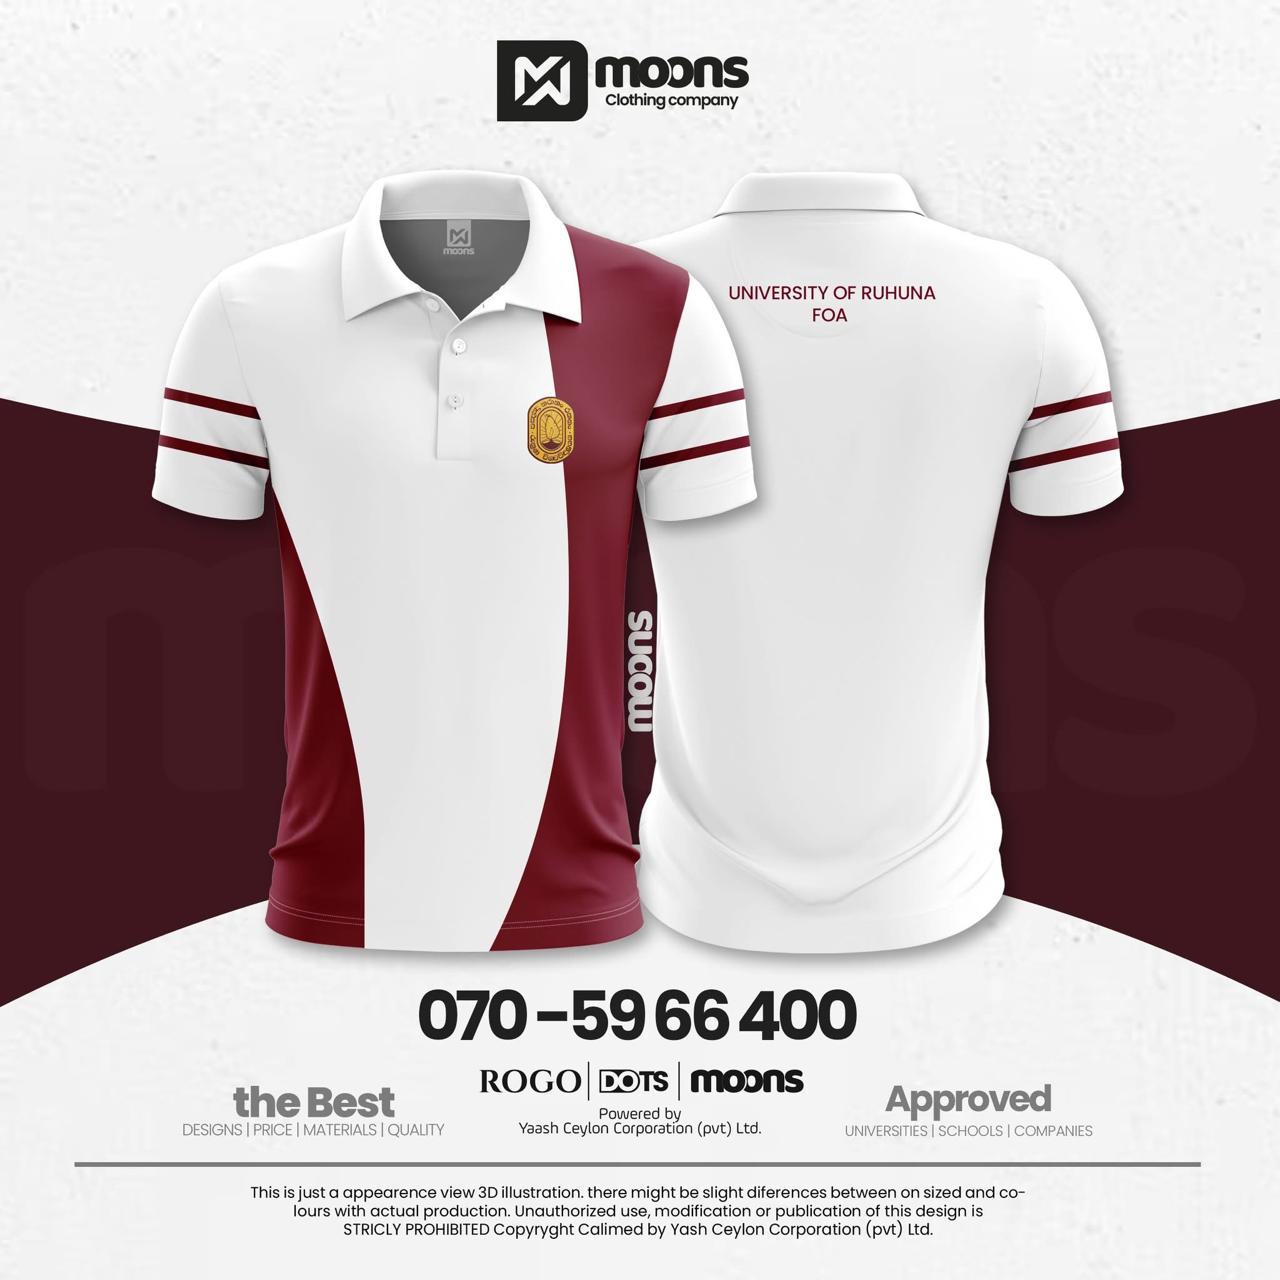 moons
Clothing company
moons
UNIVERSITY OF RUHUNA
FOA
moons
070 - 59 66 400
ROGO | DOTS | moons
the Best
DESIGNS | PRICE | MATERIALS | QUALITY
Powered by
Yaash Ceylon Corporation (pvt) Ltd.
Approved
UNIVERSITIES | SCHOOLS | COMPANIES
This is just a appearence view 3D illustration. there might be slight diferences between on sized and co-
lours with actual production. Unauthorized use, modification or publication of this design is
STRICLY PROHIBITED Copyryght Calimed by Yash Ceylon Corporation (pvt) Ltd.